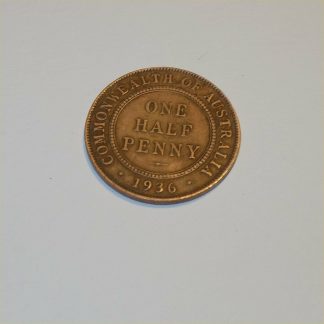 COMMONWEALTH OF AUSTRALIA
ONE
HALF
PENNY
· 1936 ·